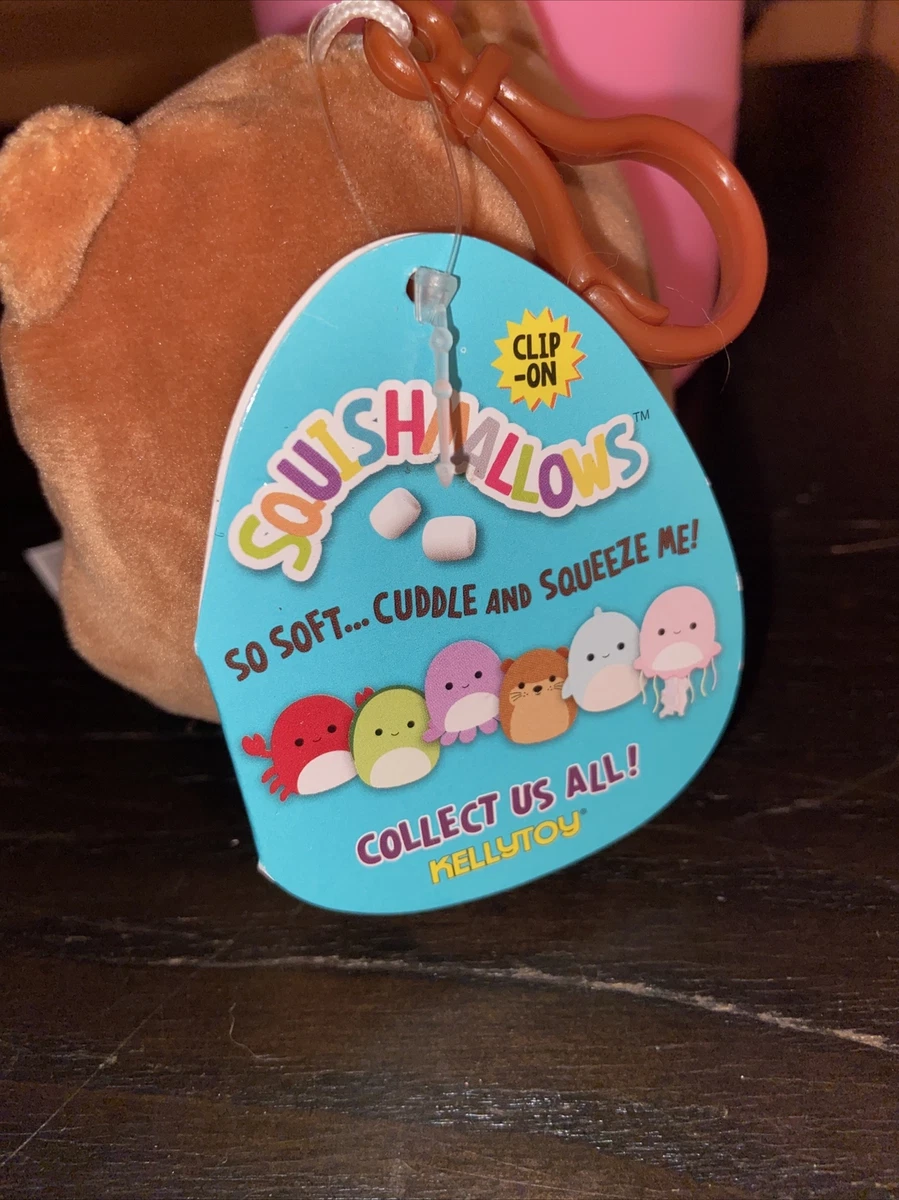 CLIP
-ON
SQUISHMALLOWS™
SO SOFT... CUDDLE AND SQUEEZE ME!
COLLECT US ALL!
KELLYTOY®